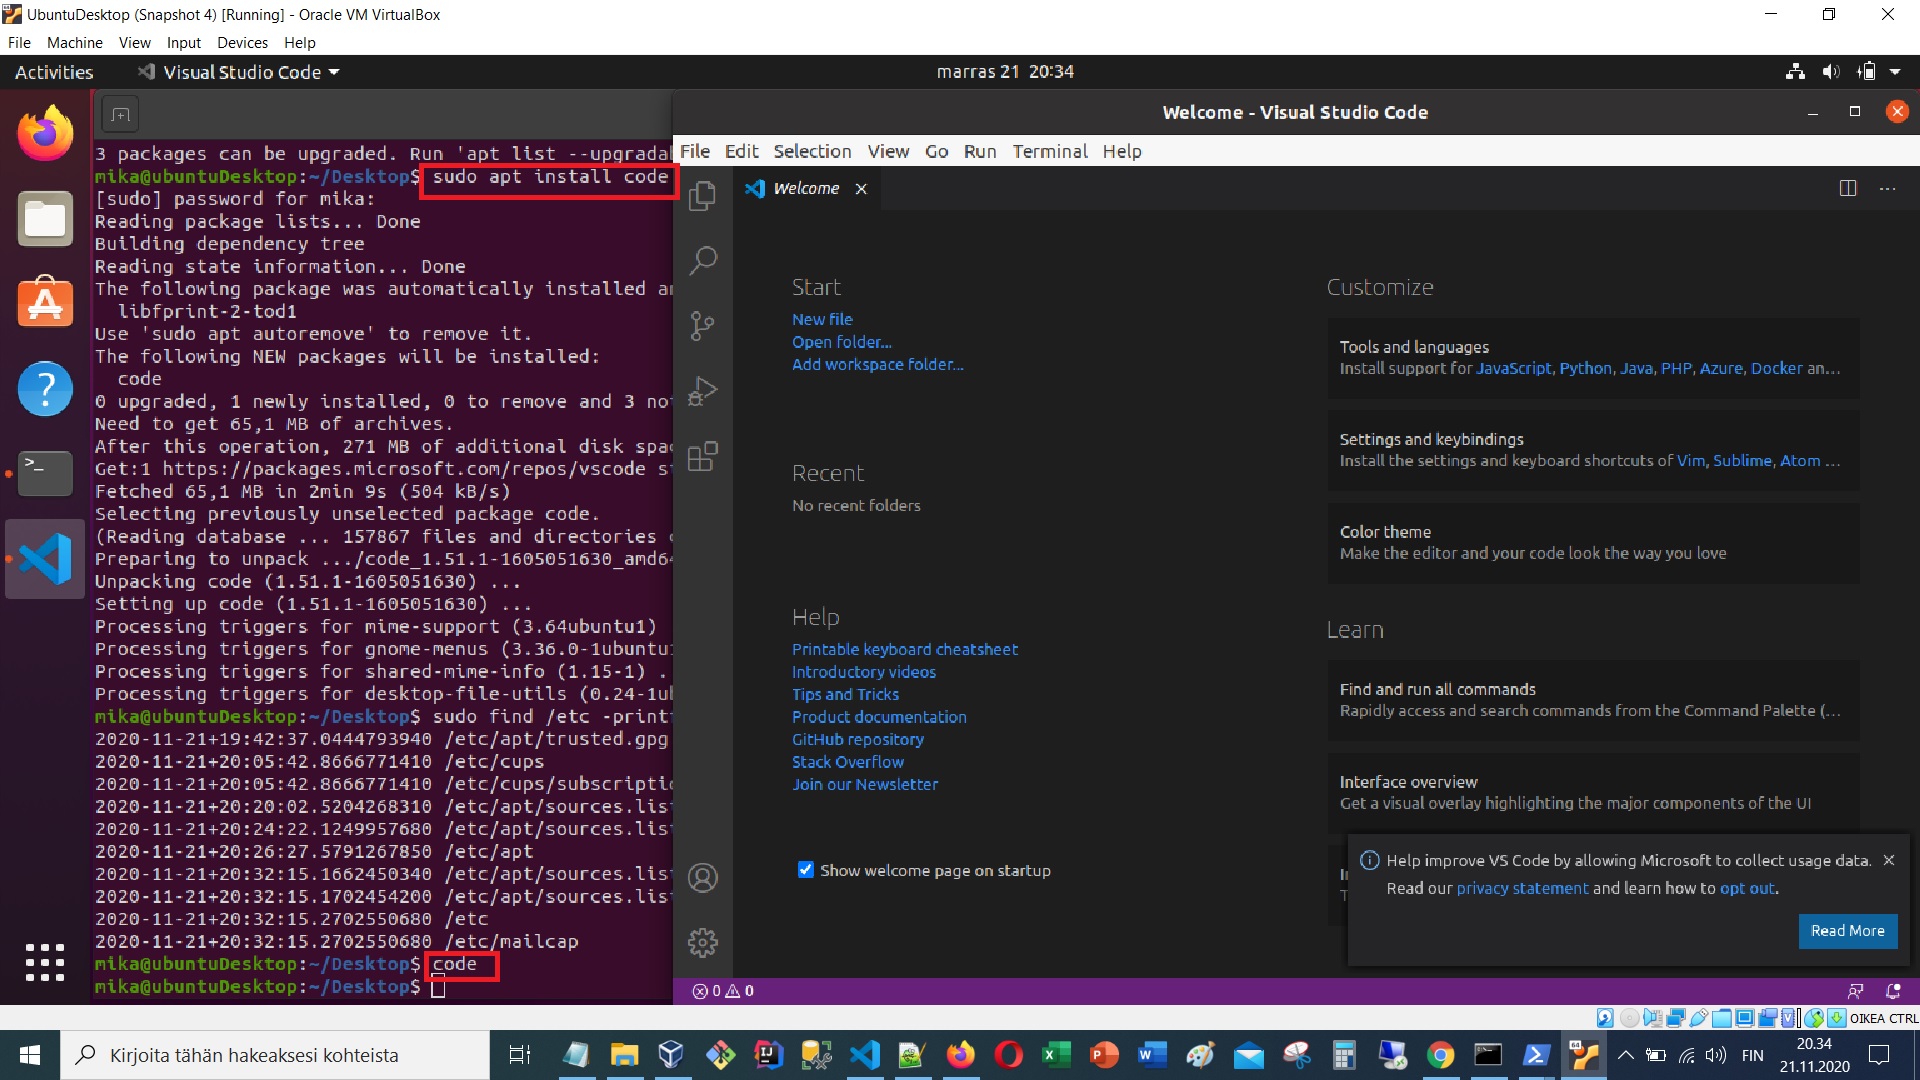 UbuntuDesktop (Snapshot 4) [Running] - Oracle VM VirtualBox
File Machine View Input Devices Help
Activities Visual Studio Code marras 21 20:34
3 packages can be upgraded. Run 'apt list --upgradab
mika@ubuntuDesktop:~/Desktop$ sudo apt install code
[sudo] password for mika:
Reading package lists... Done
Building dependency tree
Reading state information... Done
The following package was automatically installed an
libfprint-2-tod1
Use 'sudo apt autoremove' to remove it.
The following NEW packages will be installed:
code
0 upgraded, 1 newly installed, 0 to remove and 3 not
Need to get 65,1 MB of archives.
After this operation, 271 MB of additional disk spac
Get:1 https://packages.microsoft.com/repos/vscode st
Fetched 65,1 MB in 2min 9s (504 kB/s)
Selecting previously unselected package code.
(Reading database ... 157867 files and directories c
Preparing to unpack .../code_1.51.1-1605051630_amd64
Unpacking code (1.51.1-1605051630) ...
Setting up code (1.51.1-1605051630) ...
Processing triggers for mime-support (3.64ubuntu1)
Processing triggers for gnome-menus (3.36.0-1ubuntu1
Processing triggers for shared-mime-info (1.15-1) .
Processing triggers for desktop-file-utils (0.24-1ub
mika@ubuntuDesktop:~/Desktop$ sudo find /etc -printf
2020-11-21+19:42:37.0444793940 /etc/apt/trusted.gpg
2020-11-21+20:05:42.8666771410 /etc/cups
2020-11-21+20:05:42.8666771410 /etc/cups/subscriptio
2020-11-21+20:20:02.5204268310 /etc/apt/sources.list
2020-11-21+20:24:22.1249957680 /etc/apt/sources.list
2020-11-21+20:26:27.5791267850 /etc/apt
2020-11-21+20:32:15.1662450340 /etc/apt/sources.list
2020-11-21+20:32:15.1702454200 /etc/apt/sources.list
2020-11-21+20:32:15.2702550680 /etc
2020-11-21+20:32:15.2702550680 /etc/mailcap
mika@ubuntuDesktop:~/Desktop$ code
mika@ubuntuDesktop:~/Desktop$
Welcome - Visual Studio Code
File Edit Selection View Go Run Terminal Help
Welcome
Start
New file
Open folder...
Add workspace folder...
Recent
No recent folders
Help
Printable keyboard cheatsheet
Introductory videos
Tips and Tricks
Product documentation
GitHub repository
Stack Overflow
Join our Newsletter
Show welcome page on startup
Customize
Tools and languages
Install support for JavaScript, Python, Java, PHP, Azure, Docker an...
Settings and keybindings
Install the settings and keyboard shortcuts of Vim, Sublime, Atom ...
Color theme
Make the editor and your code look the way you love
Learn
Find and run all commands
Rapidly access and search commands from the Command Palette (...
Interface overview
Get a visual overlay highlighting the major components of the UI
Help improve VS Code by allowing Microsoft to collect usage data.
Read our privacy statement and learn how to opt out.
Read More
0 0
OIKEA CTRL
Kirjoita tähän hakeaksesi kohteista
FIN
20.34
21.11.2020